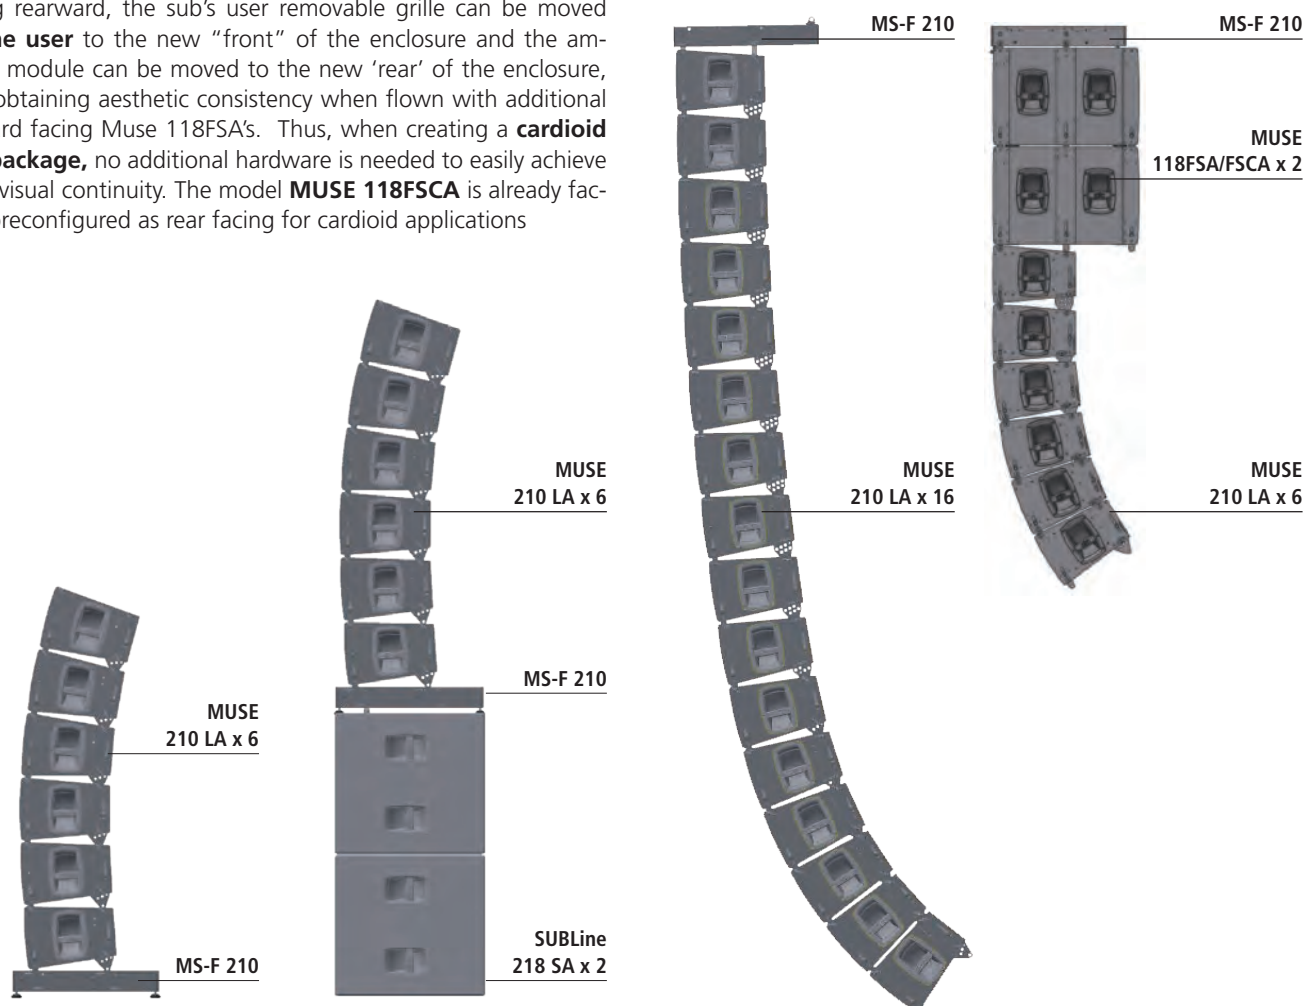 g rearward, the sub’s user removable grille can be moved
e user to the new “front” of the enclosure and the am-
module can be moved to the new ‘rear’ of the enclosure,
obtaining aesthetic consistency when flown with additional
rd facing Muse 118FSA’s. Thus, when creating a cardioid
package, no additional hardware is needed to easily achieve
visual continuity. The model MUSE 118FSCA is already fac-
preconfigured as rear facing for cardioid applications
MUSE
210 LA x 6
MS-F 210
MUSE
210 LA x 6
MS-F 210
SUBLine
218 SA x 2
MS-F 210
MUSE
210 LA x 16
MS-F 210
MUSE
118FSA/FSCA x 2
MUSE
210 LA x 6